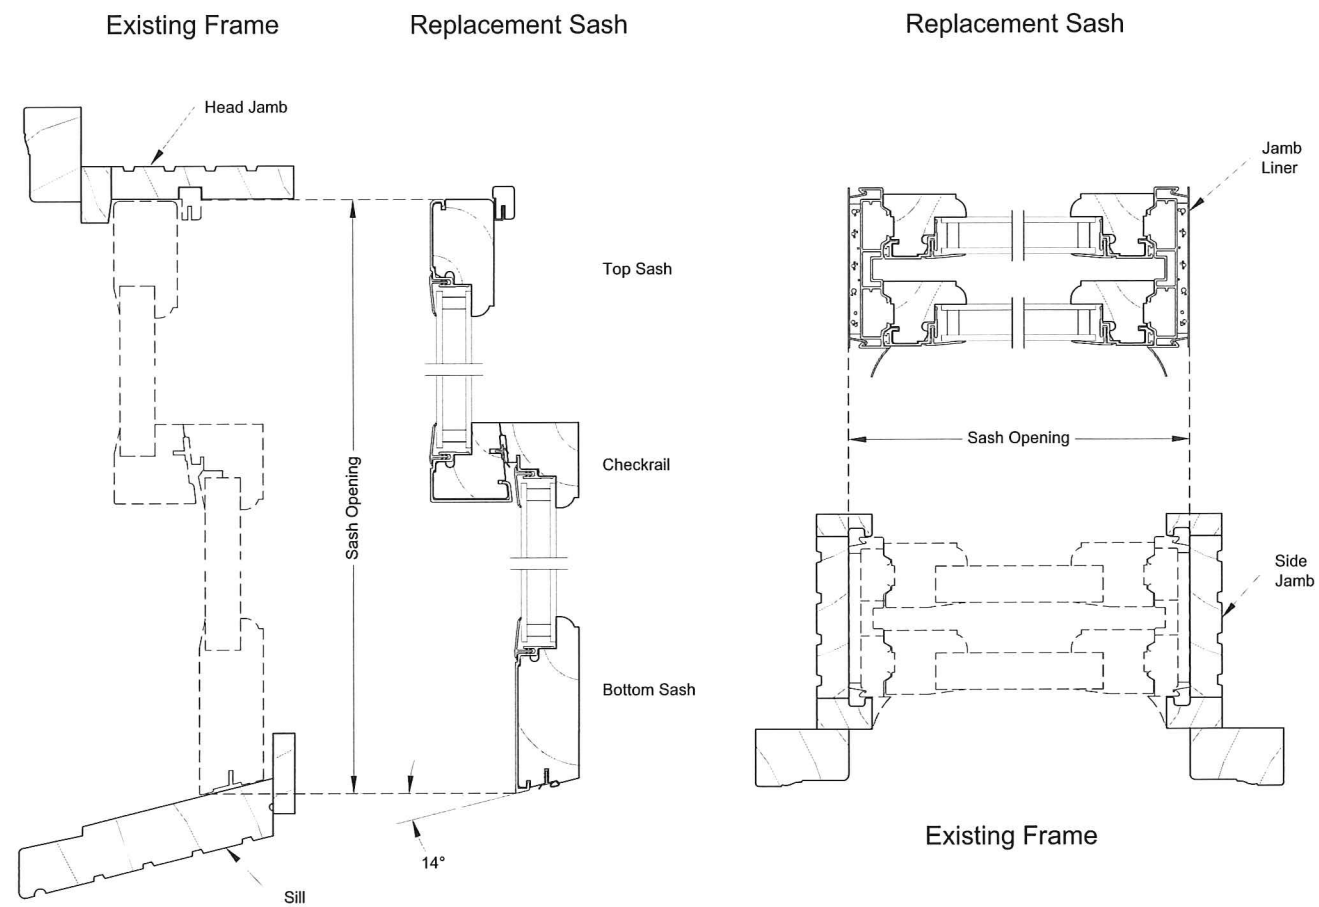 Existing Frame
Replacement Sash
Replacement Sash
Head Jamb
Jamb
Liner
Top Sash
Sash Opening
Checkrail
Sash Opening
Side
Jamb
Bottom Sash
14°
Sill
Existing Frame